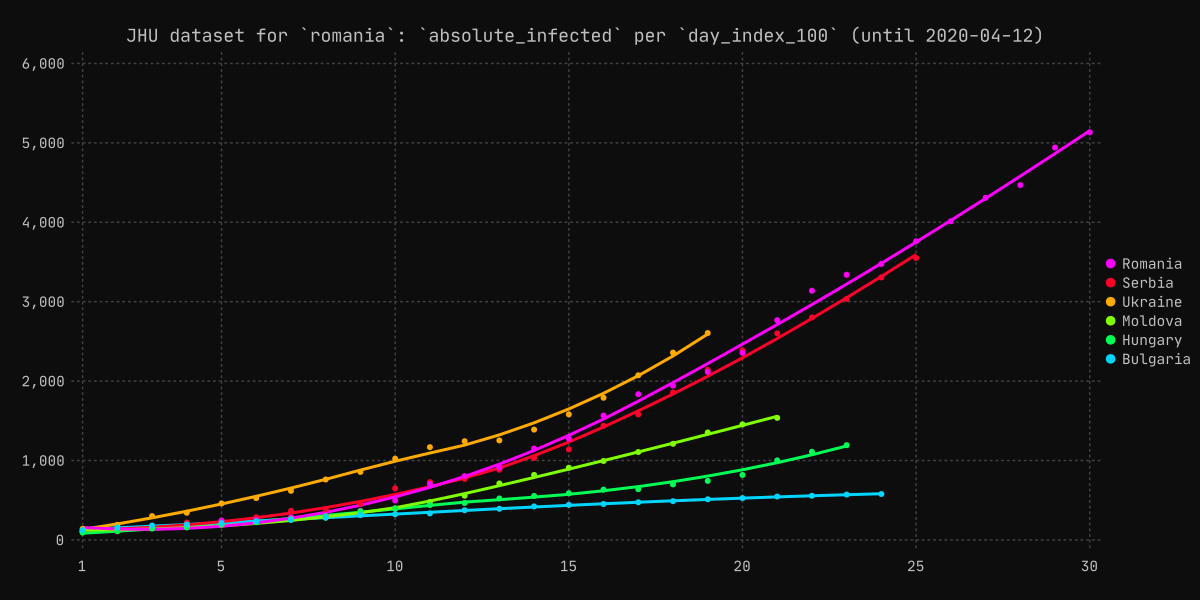 JHU dataset for `romania`: `absolute_infected` per `day_index_100` (until 2020-04-12)
6,000
5,000
4,000
3,000
2,000
1,000
0
1 5 10 15 20 25 30
Romania
Serbia
Ukraine
Moldova
Hungary
Bulgaria